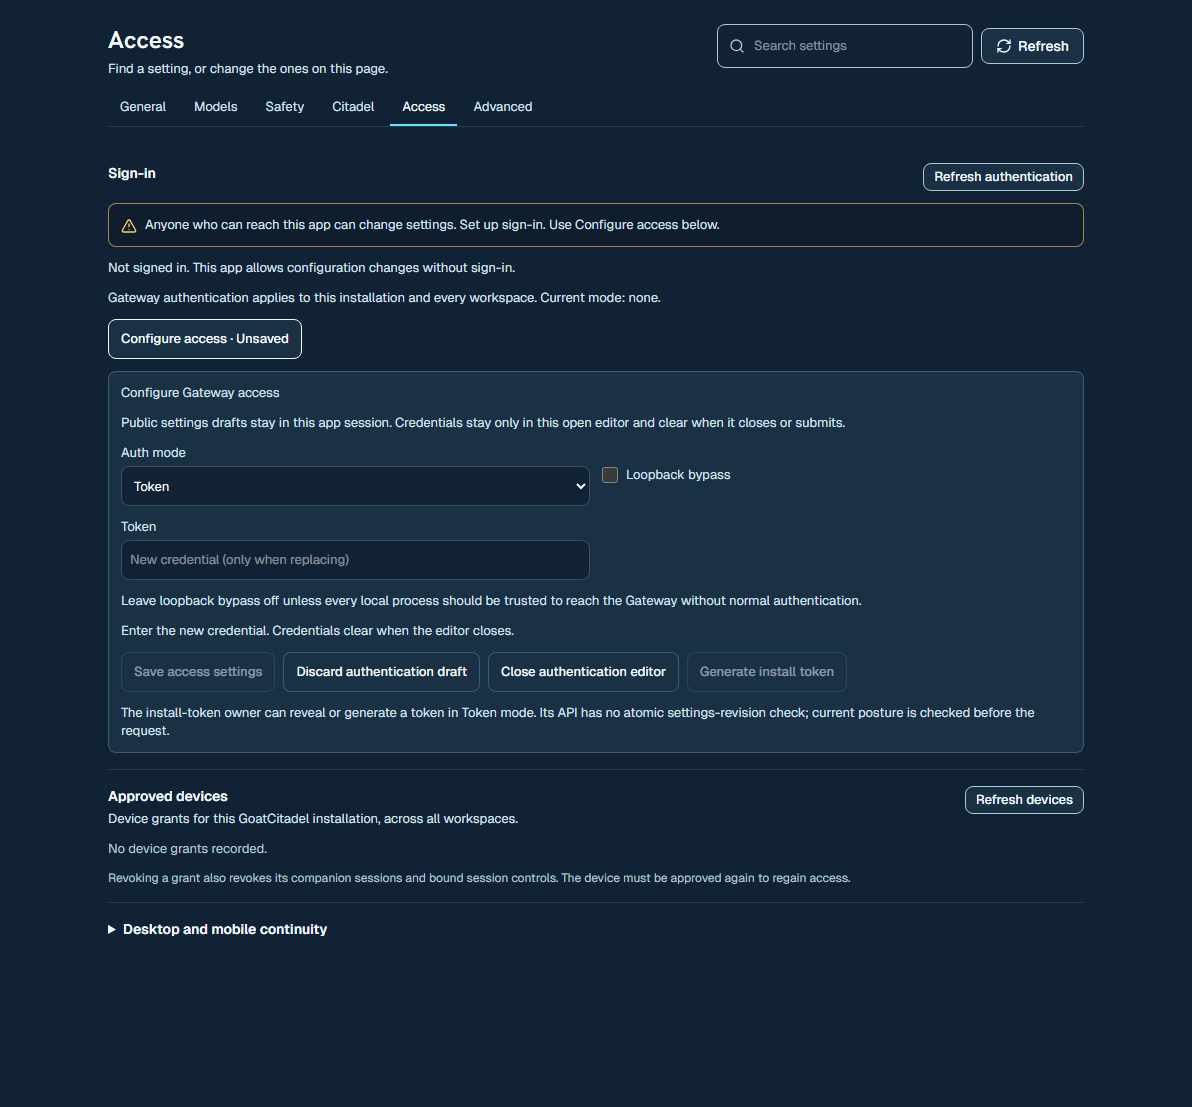 Access
Find a setting, or change the ones on this page.
Search settings
Refresh
General
Models
Safety
Citadel
Access
Advanced
Sign-in
Refresh authentication
Anyone who can reach this app can change settings. Set up sign-in. Use Configure access below.
Not signed in. This app allows configuration changes without sign-in.
Gateway authentication applies to this installation and every workspace. Current mode: none.
Configure access · Unsaved
Configure Gateway access
Public settings drafts stay in this app session. Credentials stay only in this open editor and clear when it closes or submits.
Auth mode
Token
Loopback bypass
Token
New credential (only when replacing)
Leave loopback bypass off unless every local process should be trusted to reach the Gateway without normal authentication.
Enter the new credential. Credentials clear when the editor closes.
Save access settings
Discard authentication draft
Close authentication editor
Generate install token
The install-token owner can reveal or generate a token in Token mode. Its API has no atomic settings-revision check; current posture is checked before the
request.
Approved devices
Refresh devices
Device grants for this GoatCitadel installation, across all workspaces.
No device grants recorded.
Revoking a grant also revokes its companion sessions and bound session controls. The device must be approved again to regain access.
Desktop and mobile continuity